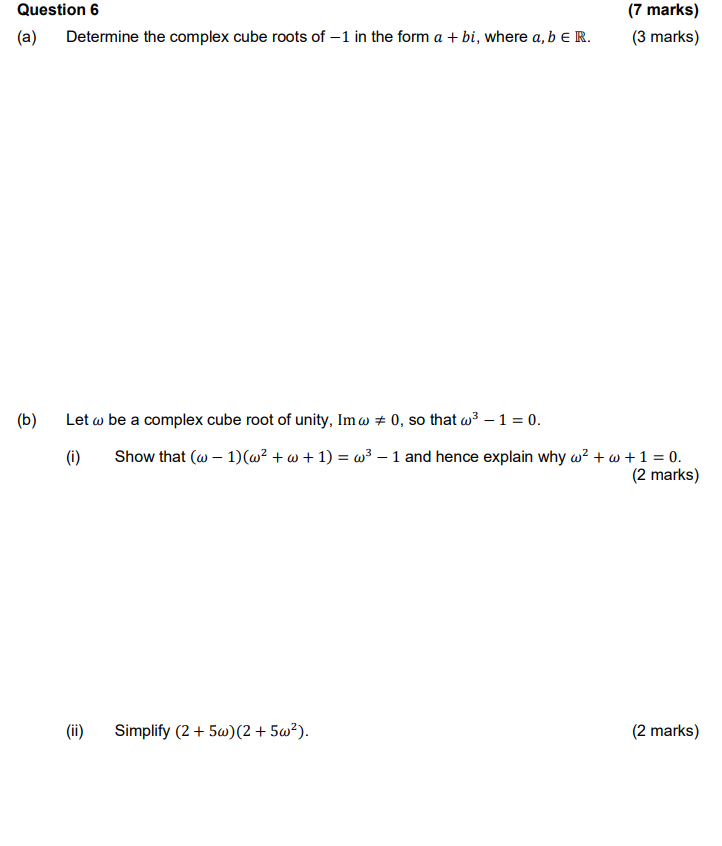 Question 6 (7 marks)
(a) Determine the complex cube roots of −1 in the form a + bi, where a, b ∈ ℝ. (3 marks)
(b) Let ω be a complex cube root of unity, Im ω ≠ 0, so that ω³ − 1 = 0.
(i) Show that (ω − 1)(ω² + ω + 1) = ω³ − 1 and hence explain why ω² + ω + 1 = 0.
(2 marks)
(ii) Simplify (2 + 5ω)(2 + 5ω²). (2 marks)